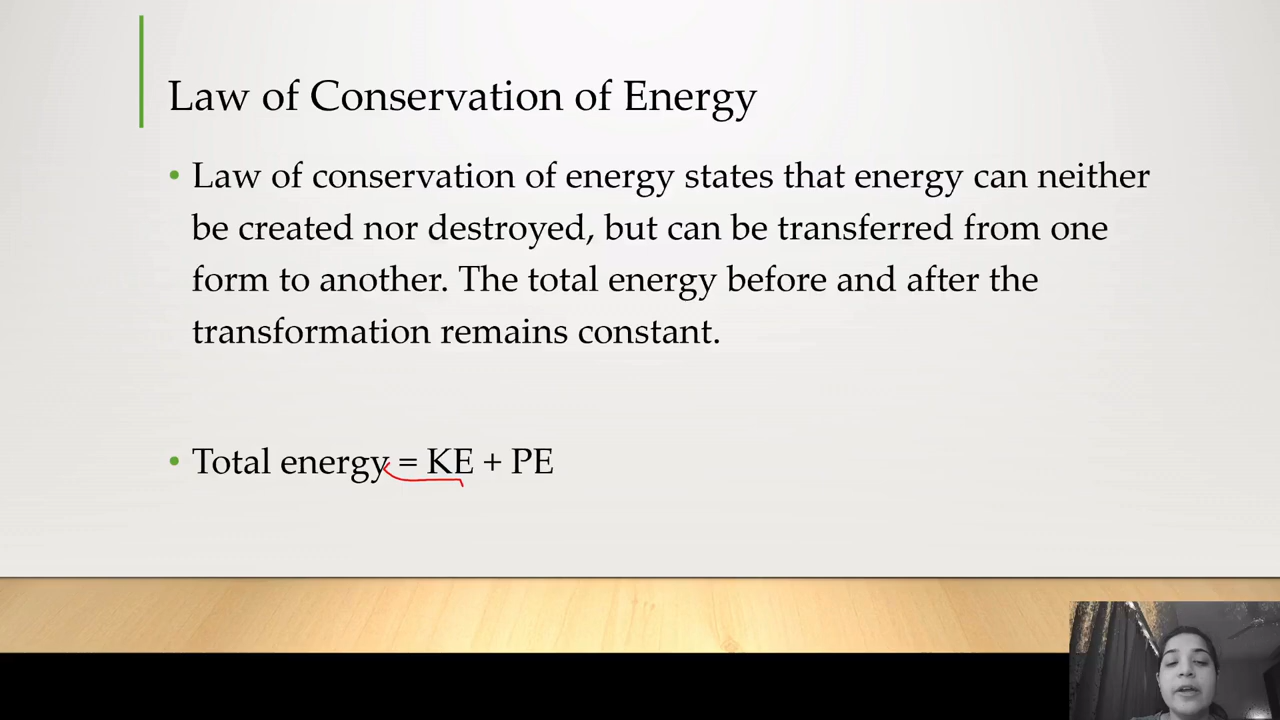 Law of Conservation of Energy
• Law of conservation of energy states that energy can neither
be created nor destroyed, but can be transferred from one
form to another. The total energy before and after the
transformation remains constant.
• Total energy = KE + PE